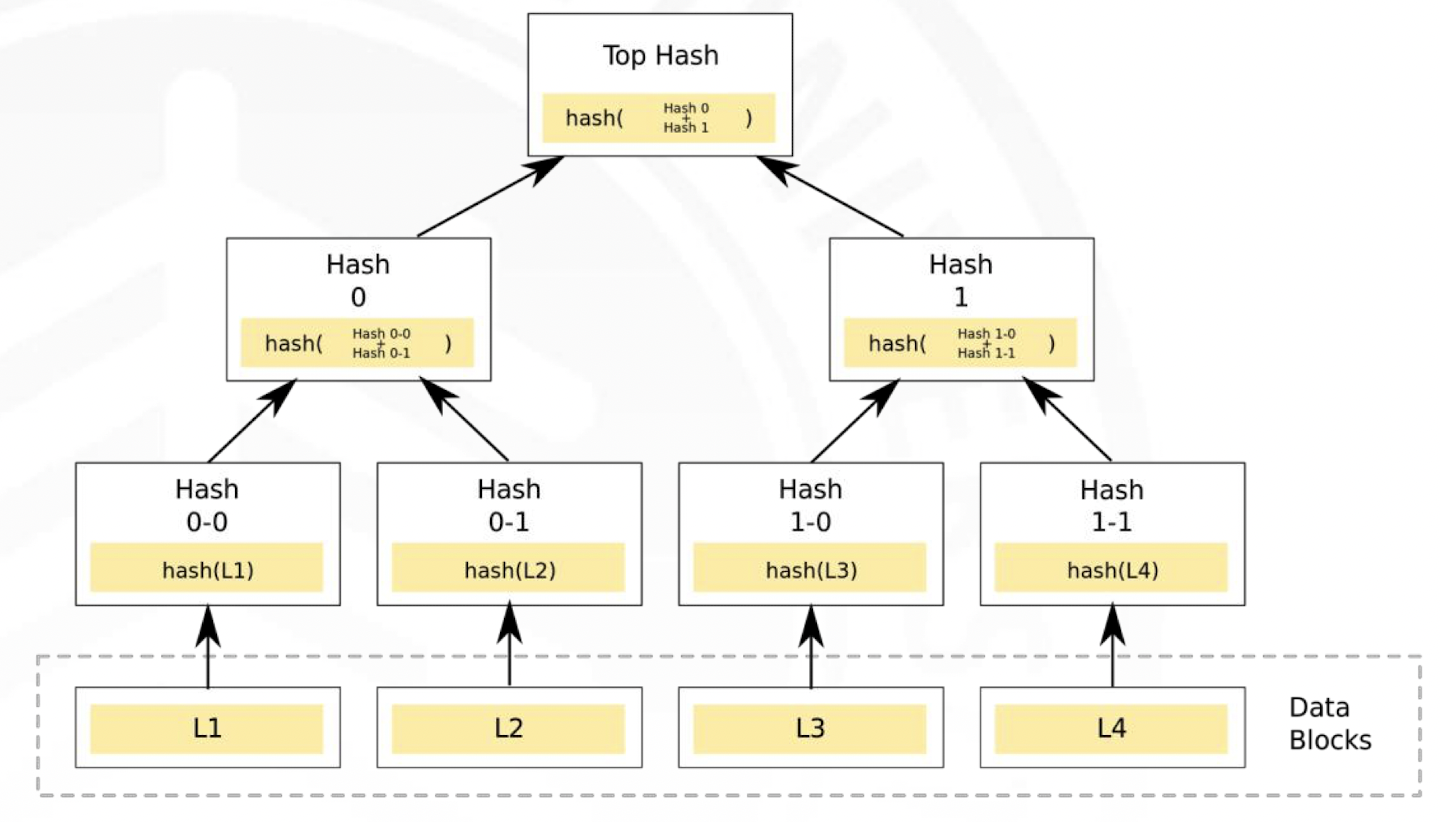 Top Hash
hash( Hash 0 + Hash 1 )
Hash
0
hash( Hash 0-0 + Hash 0-1 )
Hash
1
hash( Hash 1-0 + Hash 1-1 )
Hash
0-0
hash(L1)
Hash
0-1
hash(L2)
Hash
1-0
hash(L3)
Hash
1-1
hash(L4)
L1
L2
L3
L4
Data
Blocks